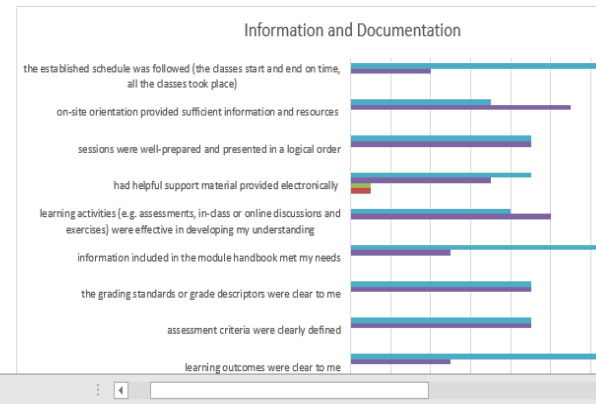 Information and Documentation
the established schedule was followed (the classes start and end on time,
all the classes took place)
on-site orientation provided sufficient information and resources
sessions were well-prepared and presented in a logical order
had helpful support material provided electronically
learning activities (e.g. assessments, in-class or online discussions and
exercises) were effective in developing my understanding
information included in the module handbook met my needs
the grading standards or grade descriptors were clear to me
assessment criteria were clearly defined
learning outcomes were clear to me